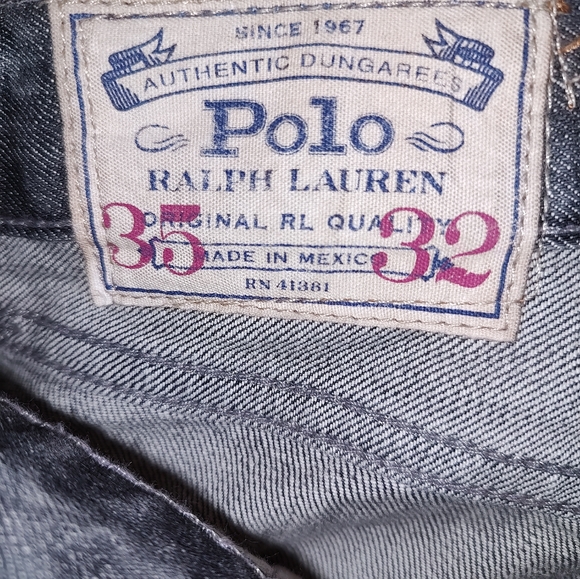 SINCE 1967
AUTHENTIC DUNGAREES
Polo
RALPH LAUREN
ORIGINAL RL QUALITY
35 32
MADE IN MEXICO
RN 41381